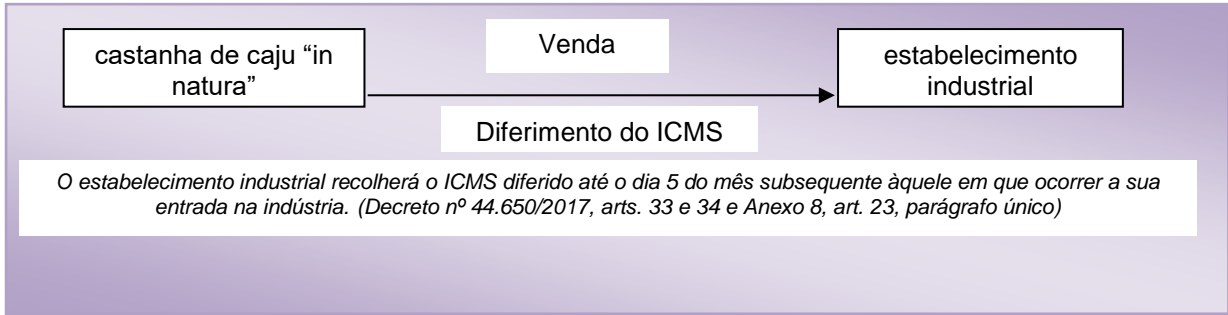 castanha de caju “in
natura”
Venda
estabelecimento
industrial
Diferimento do ICMS
O estabelecimento industrial recolherá o ICMS diferido até o dia 5 do mês subsequente àquele em que ocorrer a sua
entrada na indústria. (Decreto nº 44.650/2017, arts. 33 e 34 e Anexo 8, art. 23, parágrafo único)